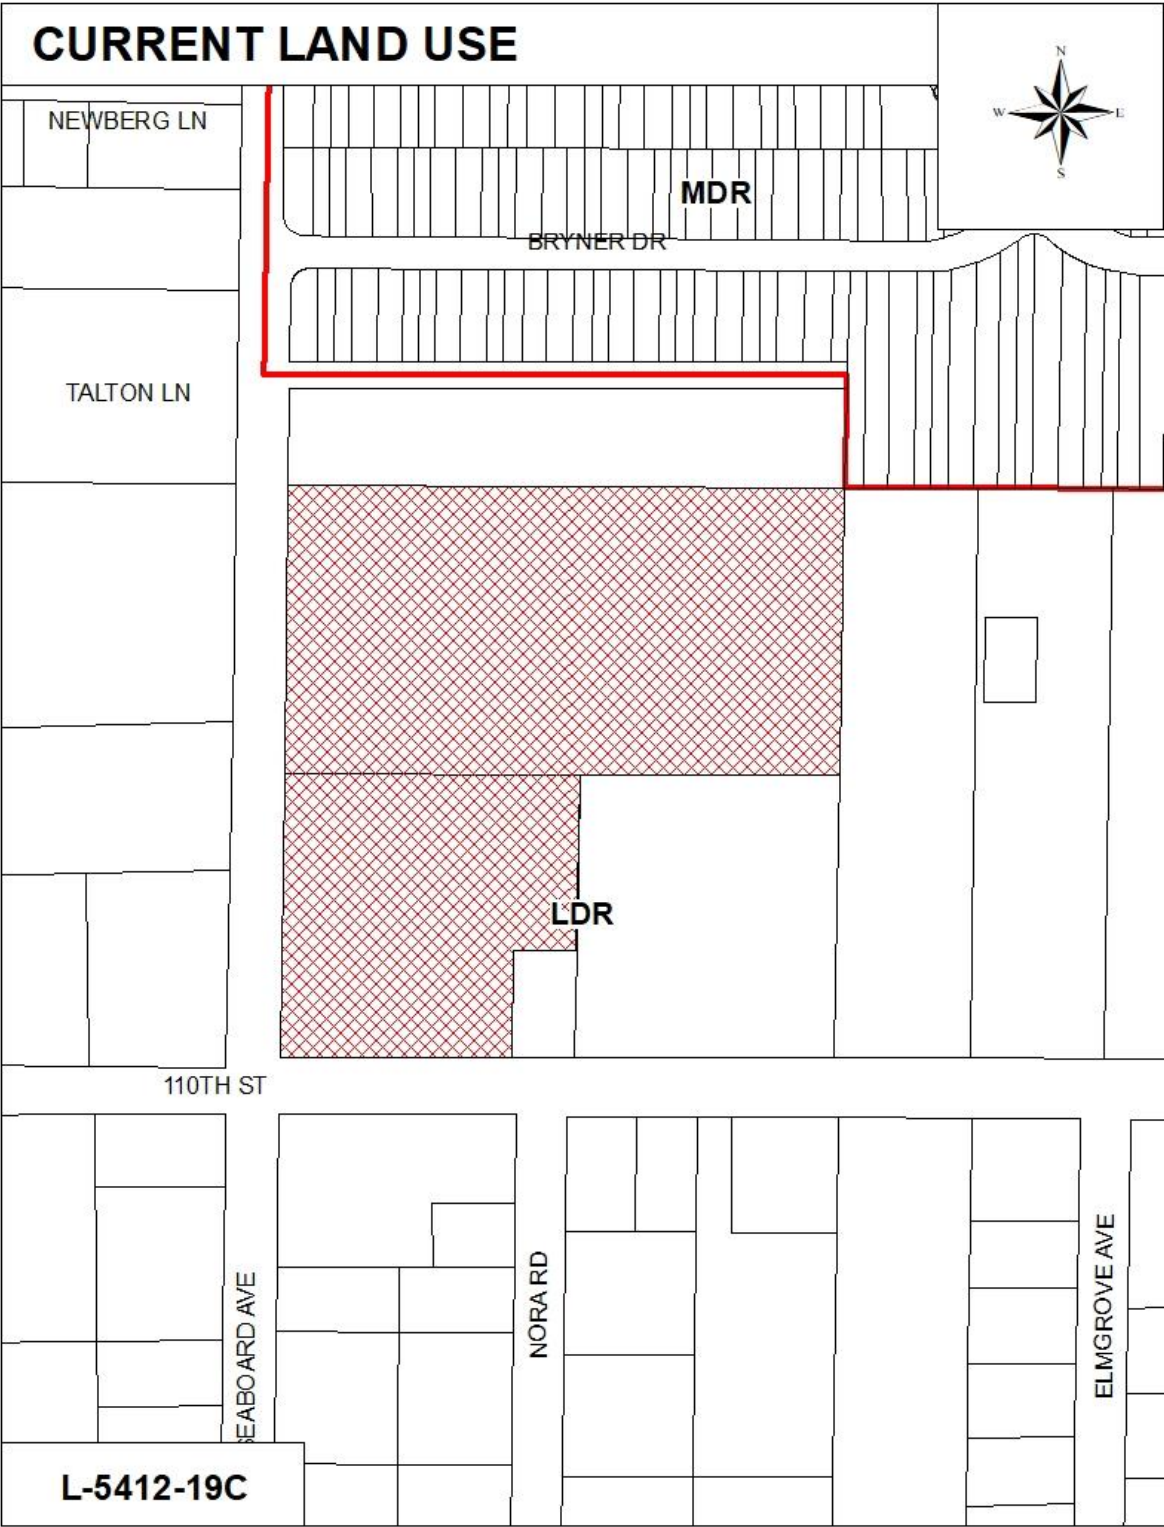 CURRENT LAND USE
N
W
E
S
NEWBERG LN
MDR
BRYNER DR
TALTON LN
LDR
110TH ST
SEABOARD AVE
NORA RD
ELMGROVE AVE
L-5412-19C